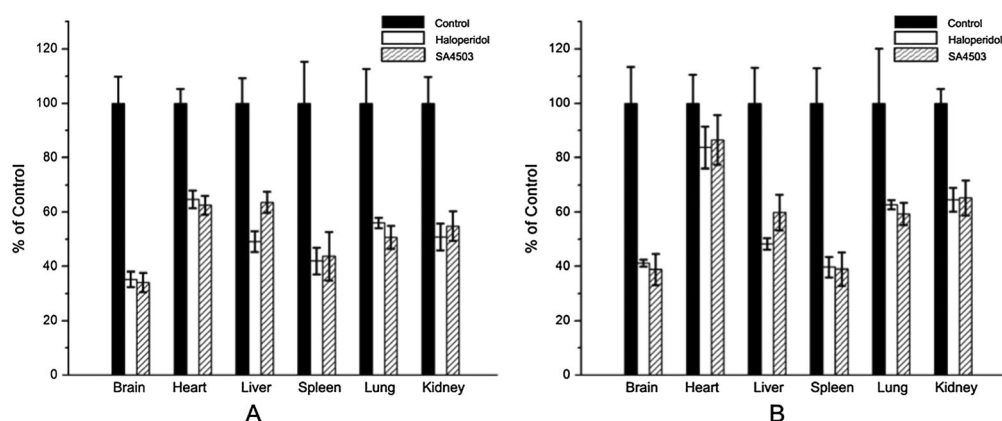 Control
Haloperidol
SA4503
% of Control
120
100
80
60
40
20
0
Brain Heart Liver Spleen Lung Kidney
A
Control
Haloperidol
SA4503
% of Control
120
100
80
60
40
20
0
Brain Heart Liver Spleen Lung Kidney
B